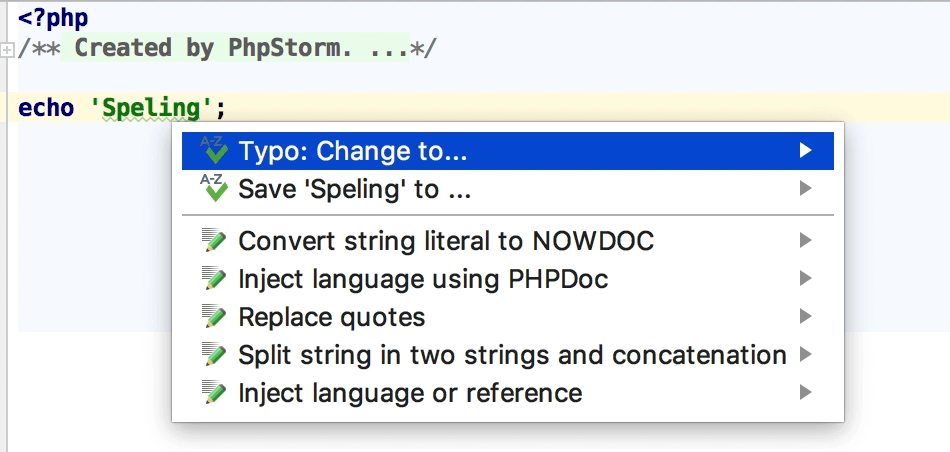 <?php
/** Created by PhpStorm. ...*/
echo 'Speling';
A-Z Typo: Change to...
A-Z Save 'Speling' to ...
Convert string literal to NOWDOC
Inject language using PHPDoc
Replace quotes
Split string in two strings and concatenation
Inject language or reference